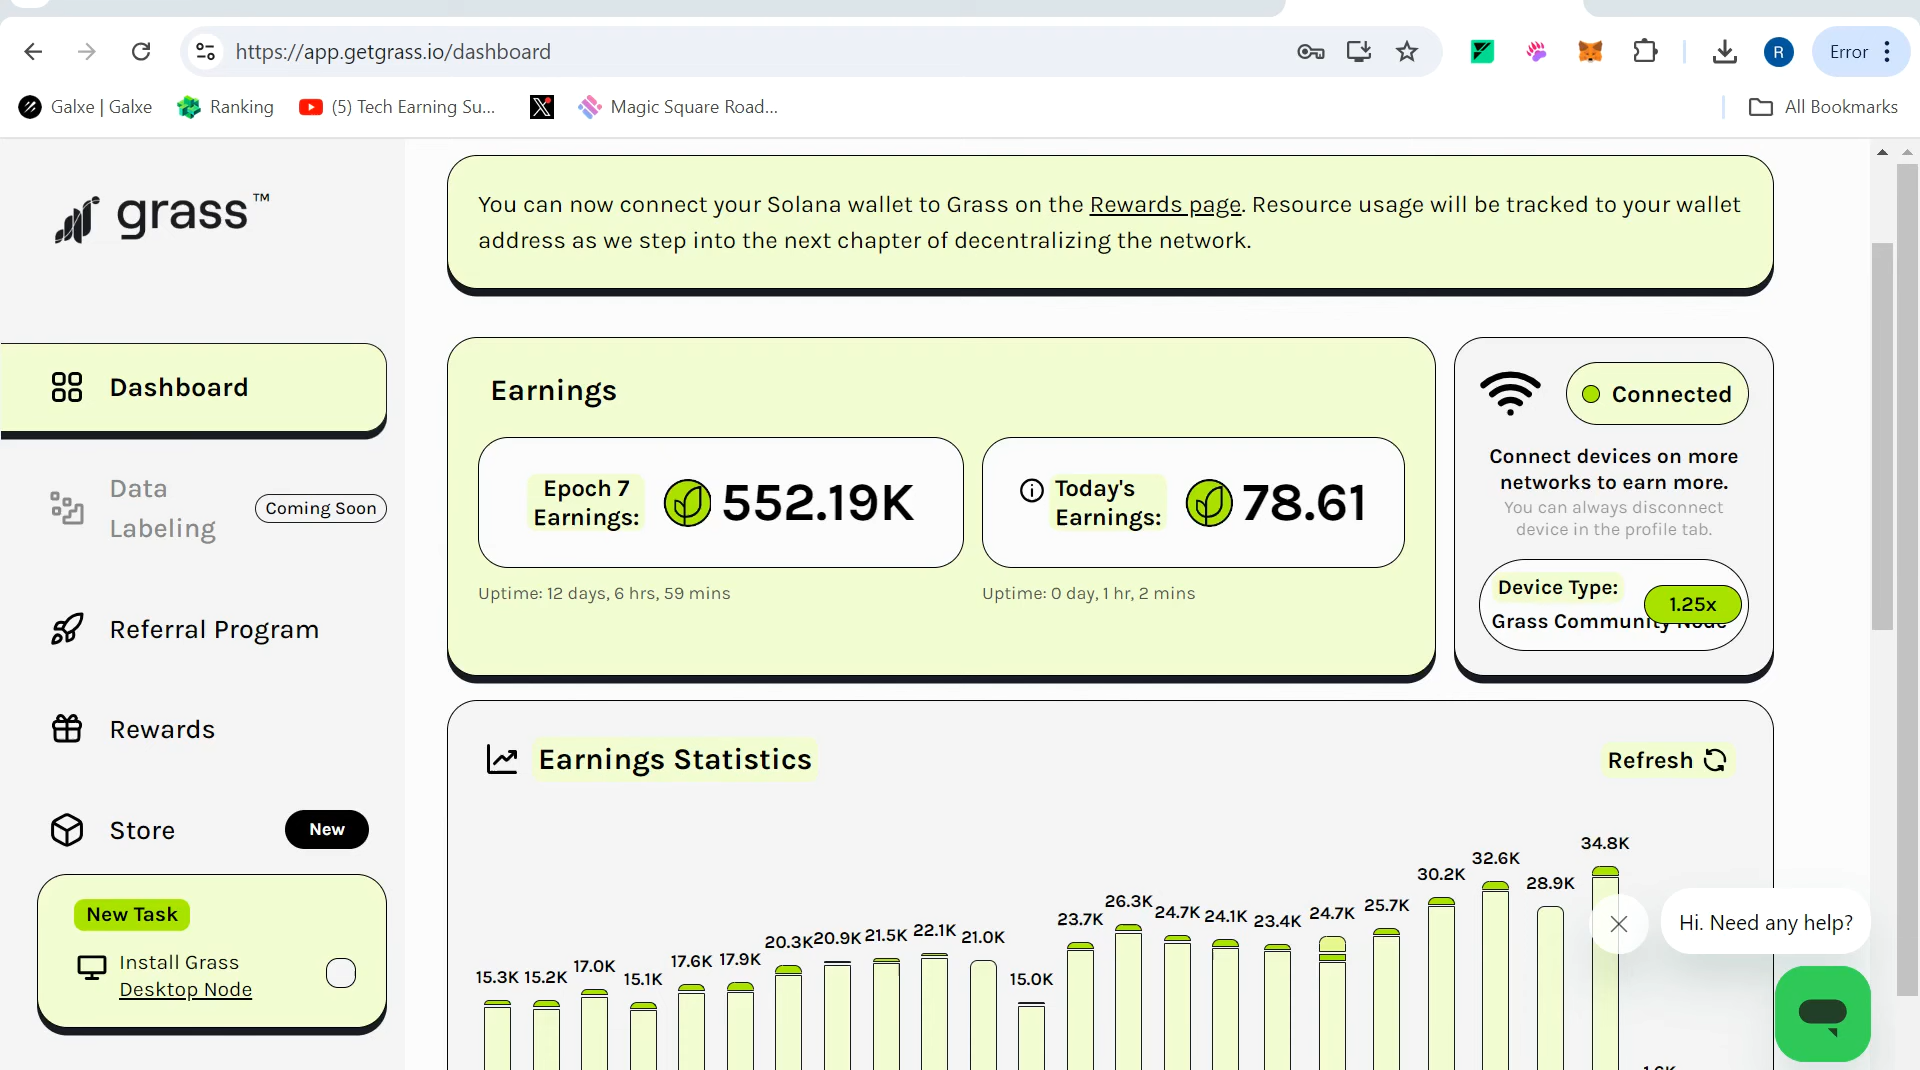 https://app.getgrass.io/dashboard
R
Error
Galxe | Galxe
Ranking
(5) Tech Earning Su...
Magic Square Road...
All Bookmarks
grass™
You can now connect your Solana wallet to Grass on the Rewards page. Resource usage will be tracked to your wallet
address as we step into the next chapter of decentralizing the network.
Dashboard
Data
Labeling
Coming Soon
Referral Program
Rewards
Store
New
New Task
Install Grass
Desktop Node
Earnings
Epoch 7
Earnings:
552.19K
Today's
Earnings:
78.61
Uptime: 12 days, 6 hrs, 59 mins
Uptime: 0 day, 1 hr, 2 mins
Connected
Connect devices on more
networks to earn more.
You can always disconnect
device in the profile tab.
Device Type:
1.25x
Grass Community Node
Earnings Statistics
Refresh
15.3K 15.2K 17.0K 15.1K 17.6K 17.9K 20.3K 20.9K 21.5K 22.1K 21.0K 15.0K 23.7K 26.3K 24.7K 24.1K 23.4K 24.7K 25.7K 30.2K 32.6K 28.9K 34.8K
Hi. Need any help?